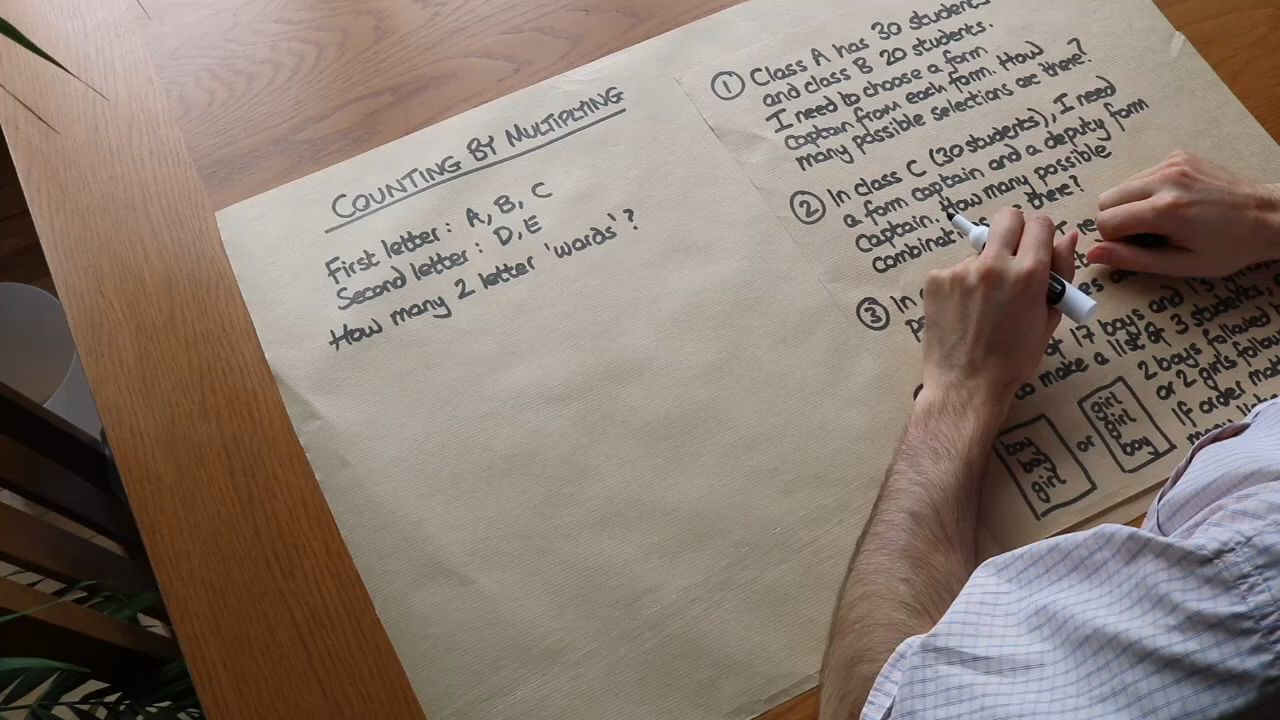 COUNTING BY MULTIPLYING
First letter: A, B, C
Second letter: D, E
How many 2 letter 'words'?
① Class A has 30 students
and class B 20 students.
I need to choose a form
captain from each form. How
many possible selections are there?
② In class C (30 students), I need
a form captain and a deputy form
captain. How many possible
there?
③ In
of 17 boys and 13
to make a list of 3 students,
2 boys followed
or 2 girls
If order
many
boy
boy
girl
or
girl
girl
boy